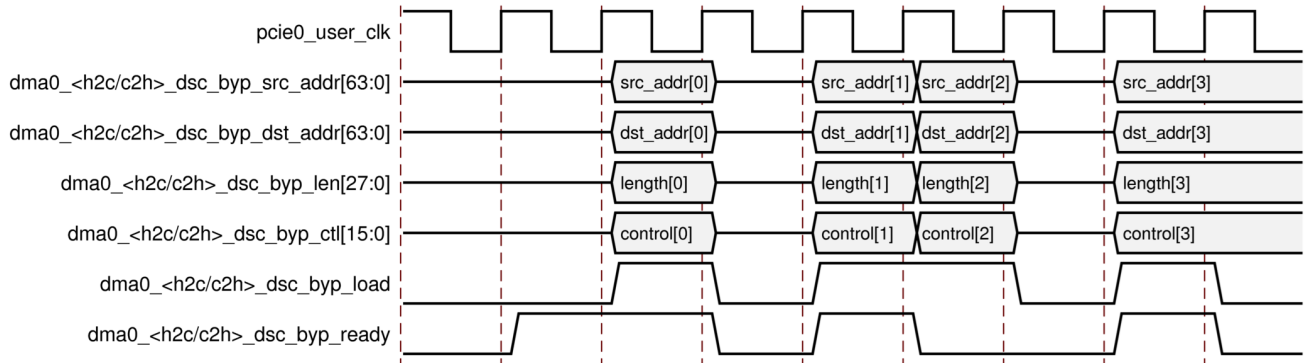 pcie0_user_clk
dma0_<h2c/c2h>_dsc_byp_src_addr[63:0] src_addr[0] src_addr[1] src_addr[2] src_addr[3]
dma0_<h2c/c2h>_dsc_byp_dst_addr[63:0] dst_addr[0] dst_addr[1] dst_addr[2] dst_addr[3]
dma0_<h2c/c2h>_dsc_byp_len[27:0] length[0] length[1] length[2] length[3]
dma0_<h2c/c2h>_dsc_byp_ctl[15:0] control[0] control[1] control[2] control[3]
dma0_<h2c/c2h>_dsc_byp_load
dma0_<h2c/c2h>_dsc_byp_ready